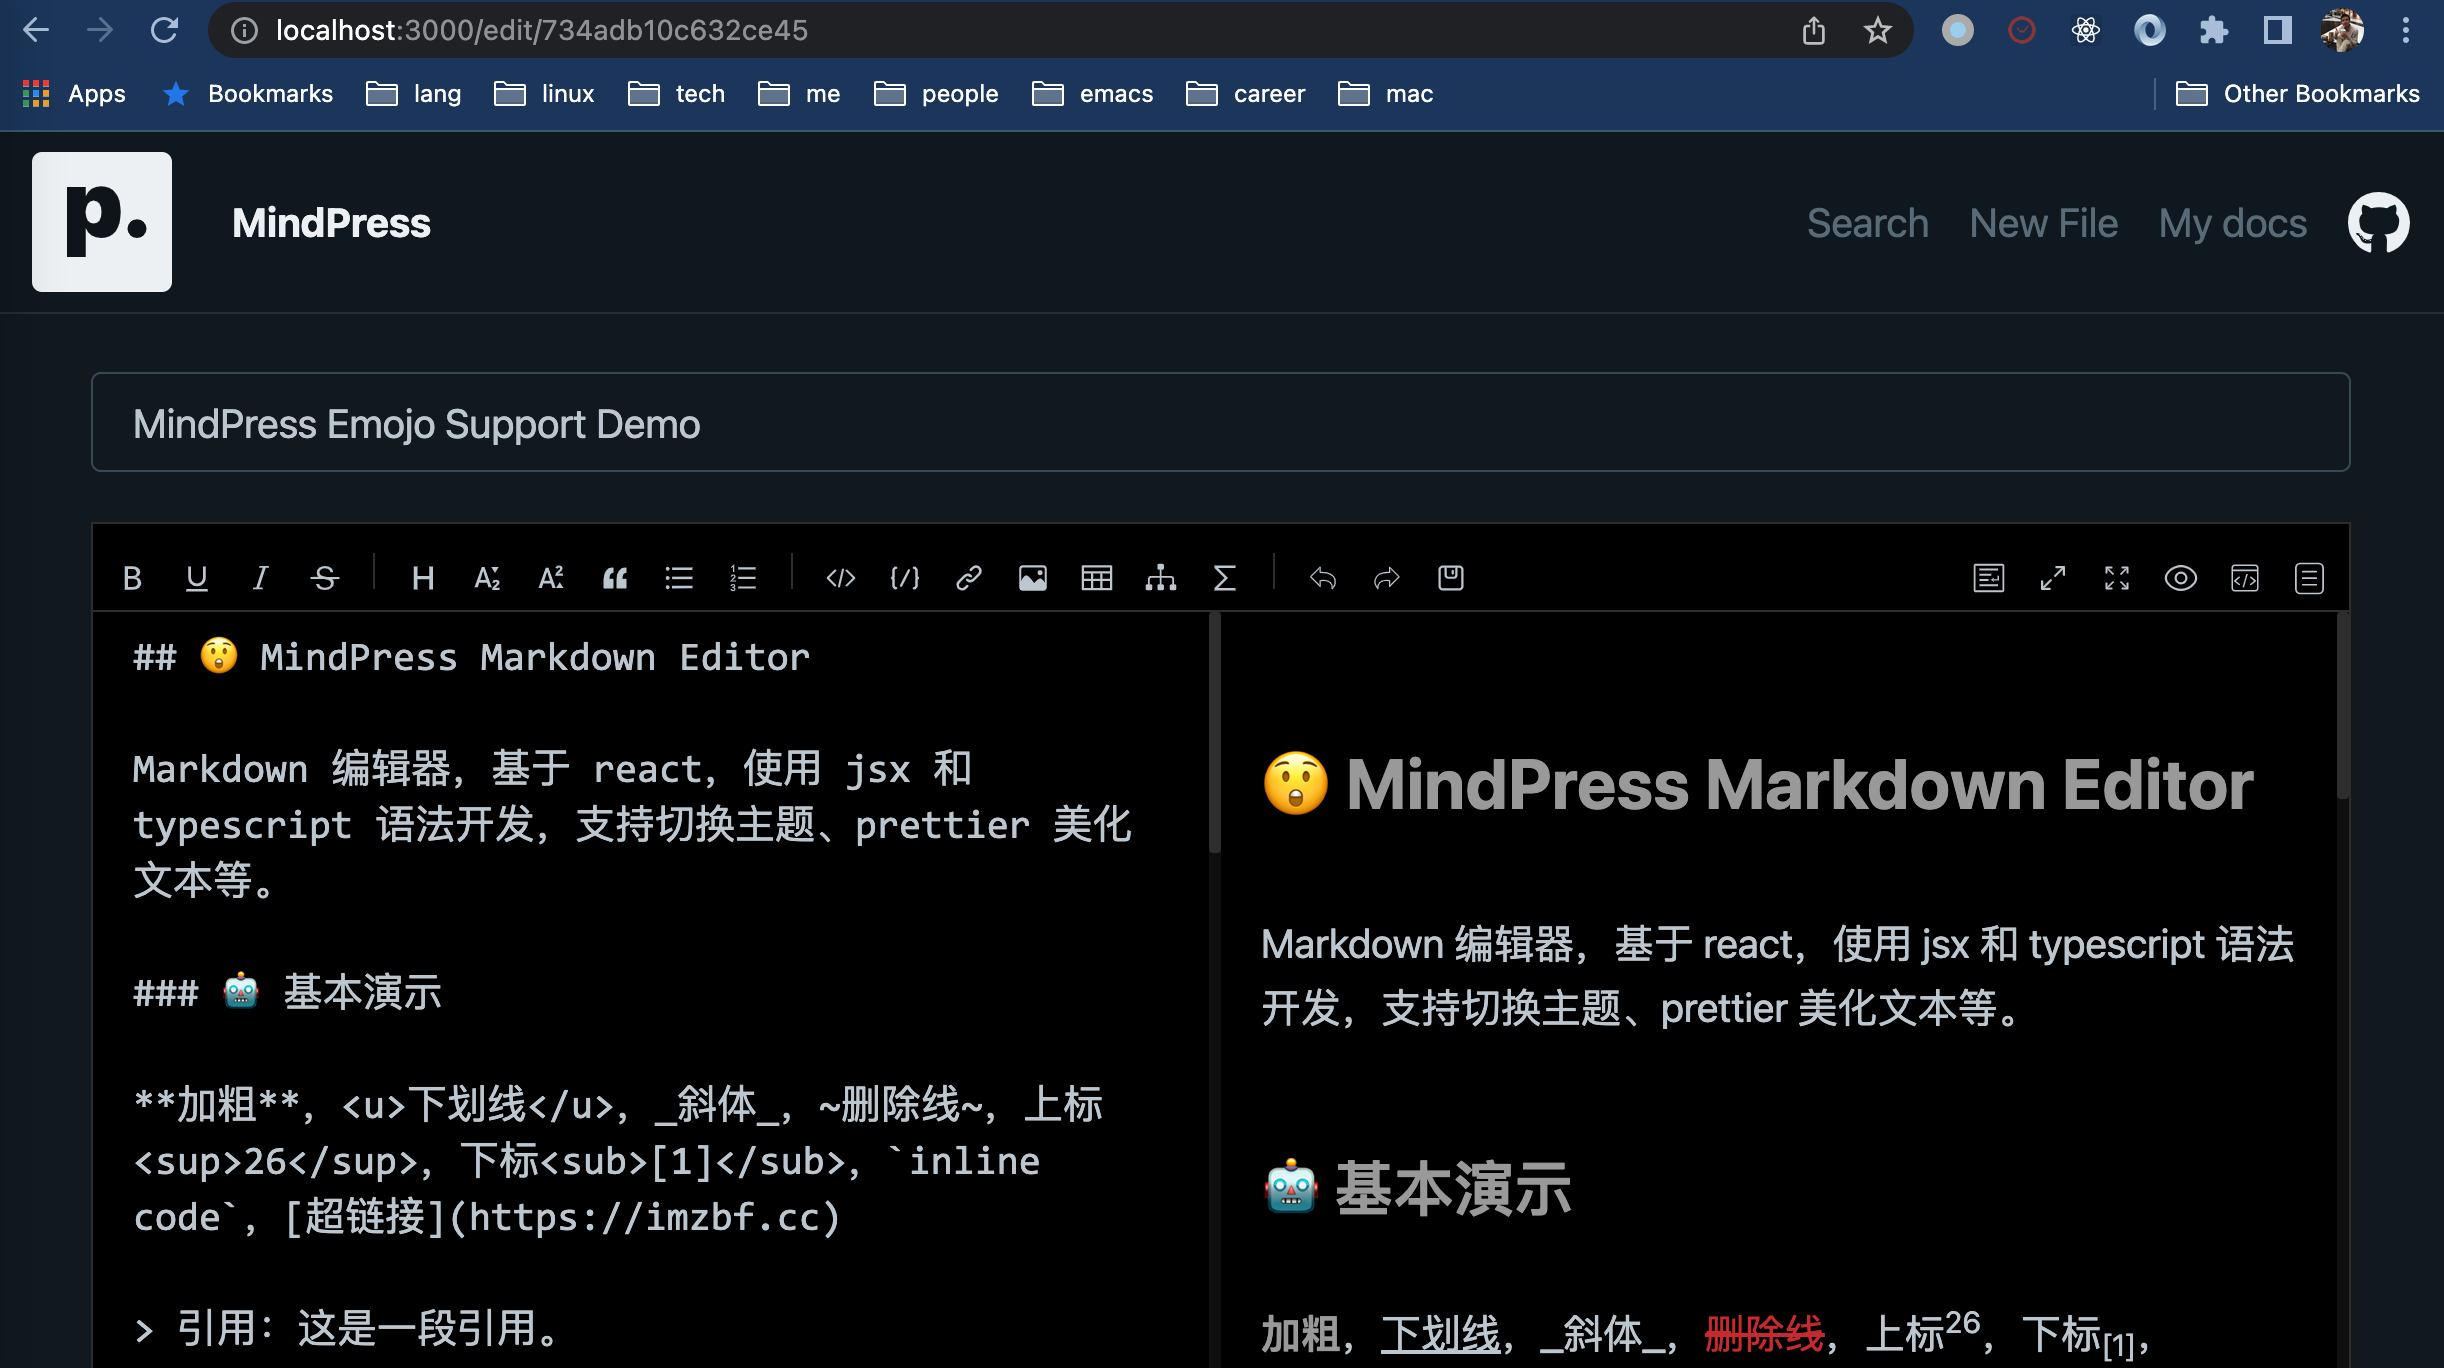 localhost:3000/edit/734adb10c632ce45
Apps Bookmarks lang linux tech me people emacs career mac Other Bookmarks
p. MindPress Search New File My docs
MindPress Emojo Support Demo
## 😲 MindPress Markdown Editor
Markdown 编辑器，基于 react，使用 jsx 和
typescript 语法开发，支持切换主题、prettier 美化
文本等。
### 🤖 基本演示
**加粗**，<u>下划线</u>，_斜体_，~删除线~，上标
<sup>26</sup>，下标<sub>[1]</sub>，`inline
code`，[超链接](https://imzbf.cc)
> 引用：这是一段引用。
😲 MindPress Markdown Editor
Markdown 编辑器，基于 react，使用 jsx 和 typescript 语法
开发，支持切换主题、prettier 美化文本等。
🤖 基本演示
加粗，下划线，_斜体_，删除线，上标26，下标[1]，